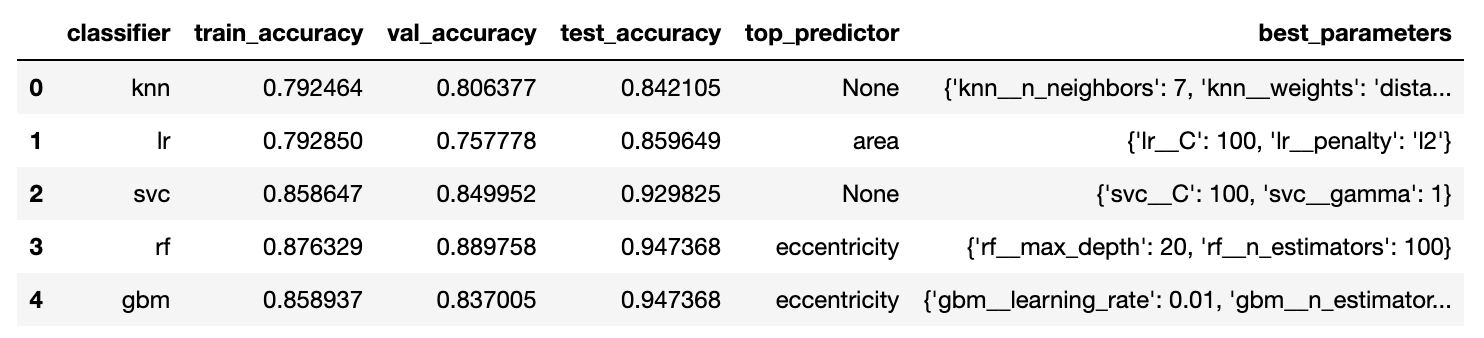 classifier train_accuracy val_accuracy test_accuracy top_predictor best_parameters
0 knn 0.792464 0.806377 0.842105 None {'knn__n_neighbors': 7, 'knn__weights': 'dista...
1 lr 0.792850 0.757778 0.859649 area {'lr__C': 100, 'lr__penalty': 'l2'}
2 svc 0.858647 0.849952 0.929825 None {'svc__C': 100, 'svc__gamma': 1}
3 rf 0.876329 0.889758 0.947368 eccentricity {'rf__max_depth': 20, 'rf__n_estimators': 100}
4 gbm 0.858937 0.837005 0.947368 eccentricity {'gbm__learning_rate': 0.01, 'gbm__n_estimator...